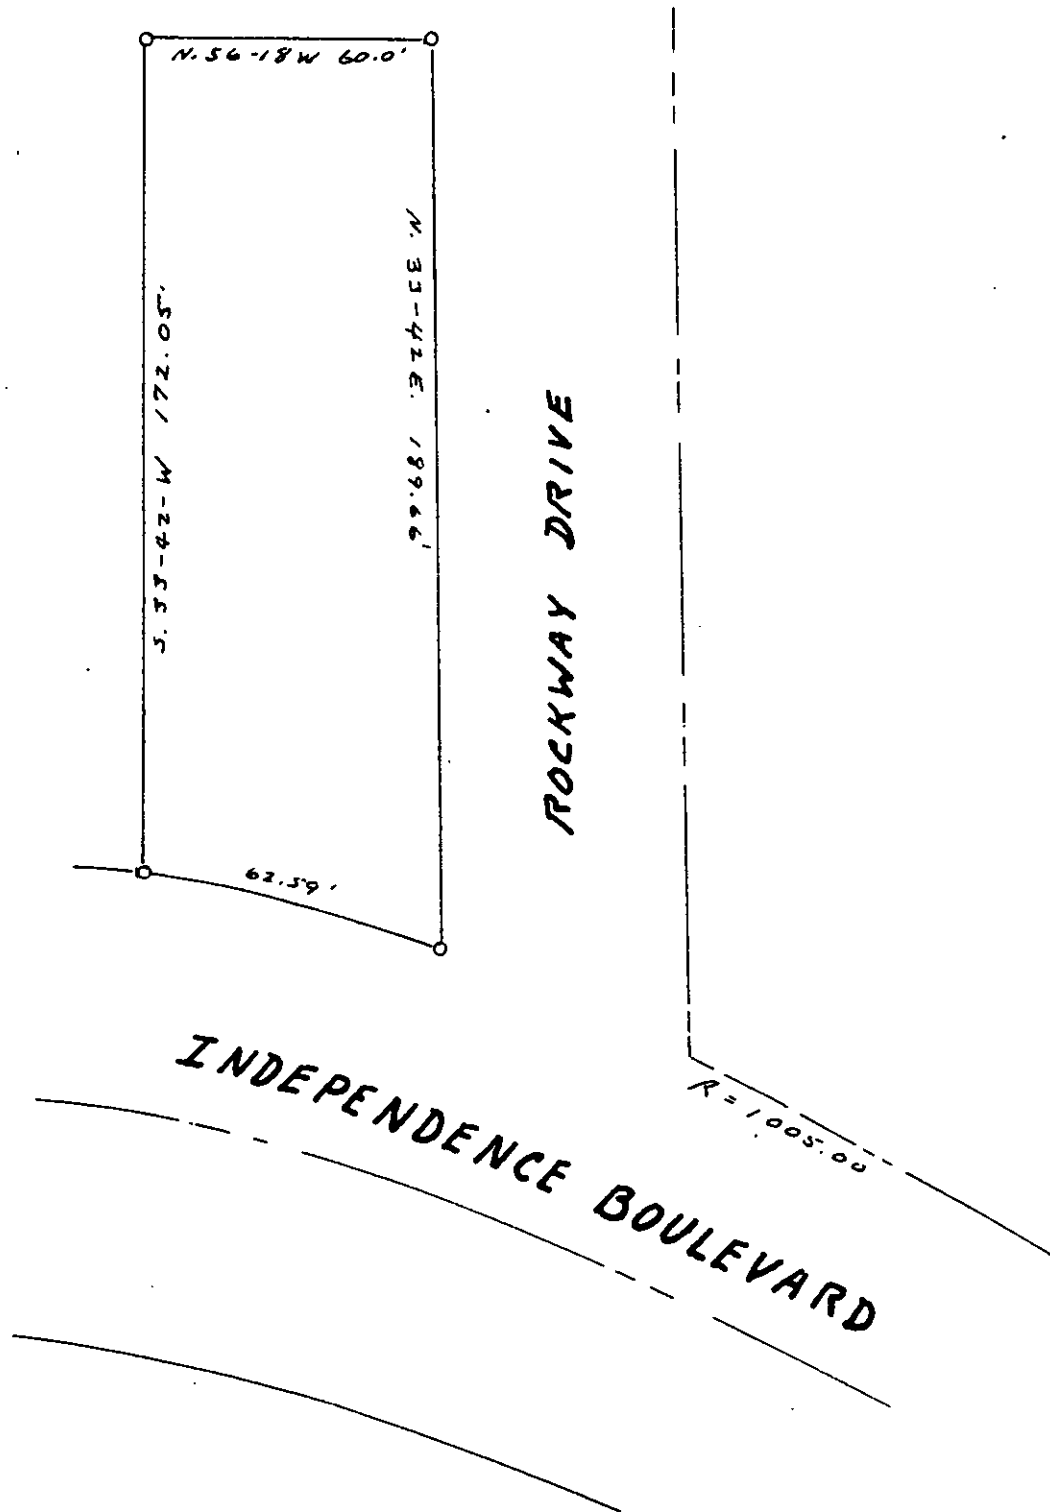 N. 56-18 W 60.0'
N. 33-42 E. 189.66'
S. 33-42-W 172.05'
ROCKWAY DRIVE
62.59'
INDEPENDENCE BOULEVARD
R = 1005.00